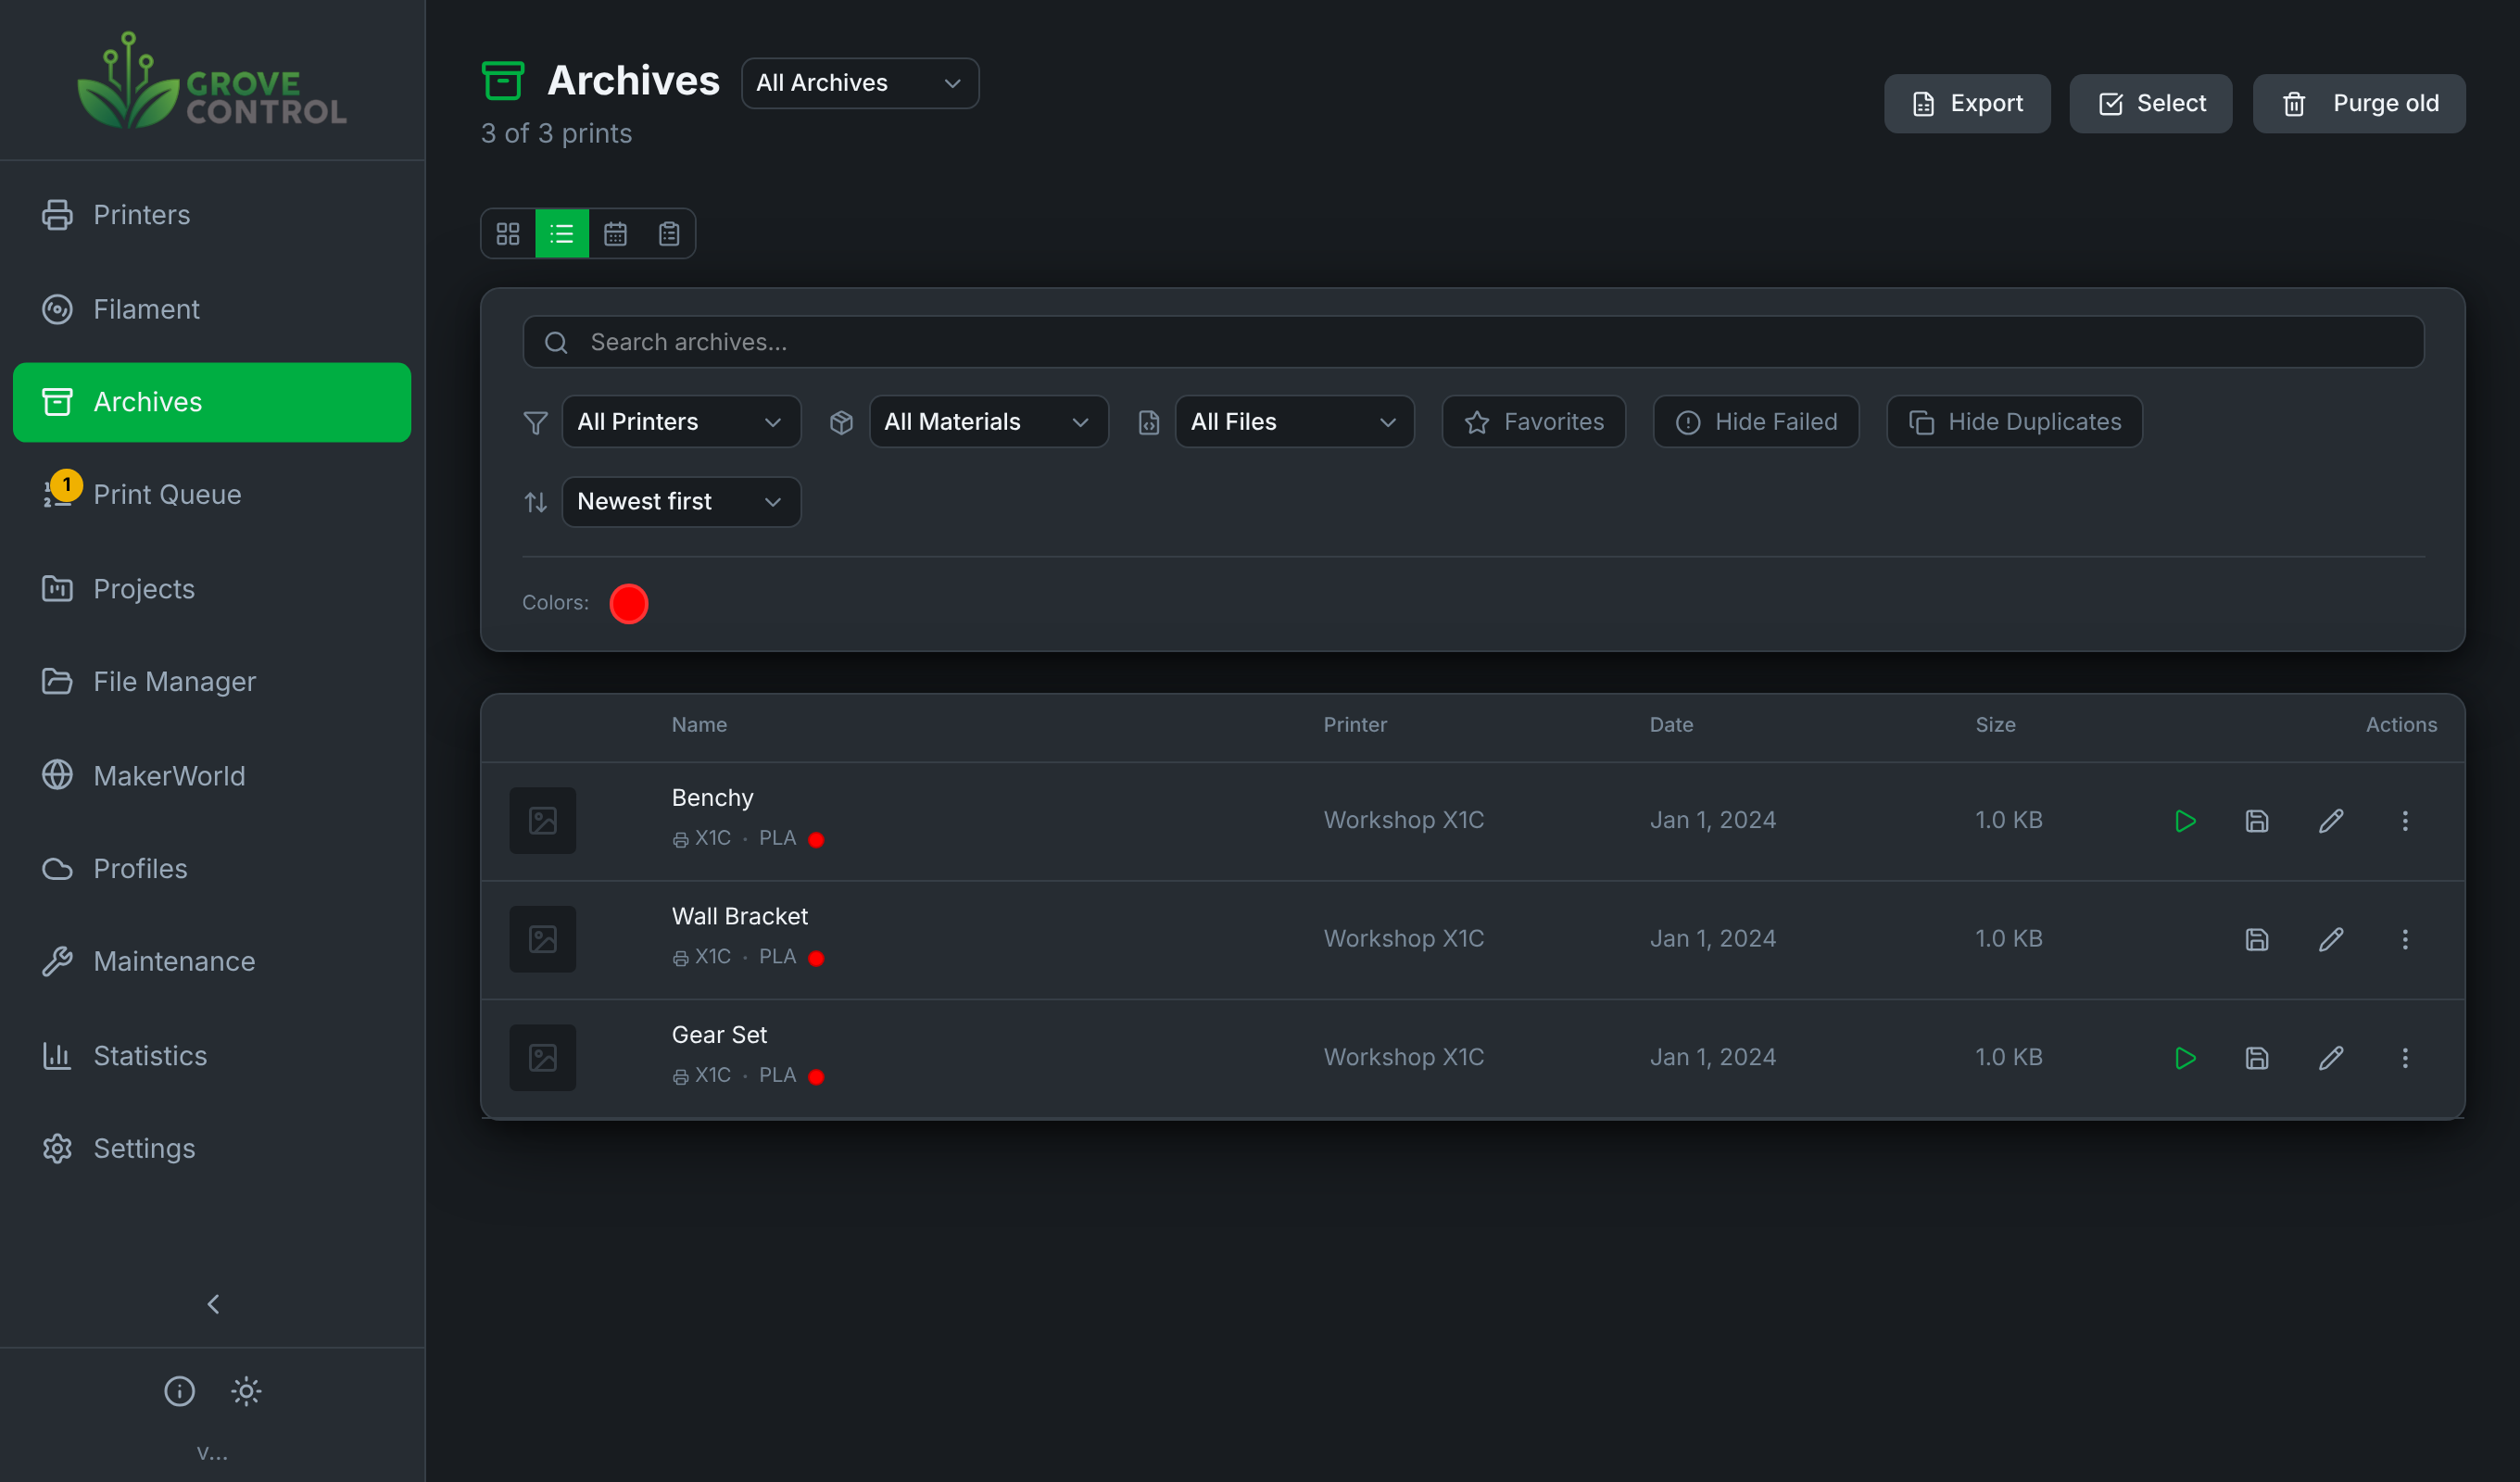 GROVE
CONTROL
Printers
Filament
Archives
1
Print Queue
Projects
File Manager
MakerWorld
Profiles
Maintenance
Statistics
Settings
v...
Archives
All Archives
3 of 3 prints
Export
Select
Purge old
Search archives...
All Printers
All Materials
All Files
Favorites
Hide Failed
Hide Duplicates
Newest first
Colors:
Name Printer Date Size Actions
Benchy
X1C · PLA
Workshop X1C Jan 1, 2024 1.0 KB
Wall Bracket
X1C · PLA
Workshop X1C Jan 1, 2024 1.0 KB
Gear Set
X1C · PLA
Workshop X1C Jan 1, 2024 1.0 KB